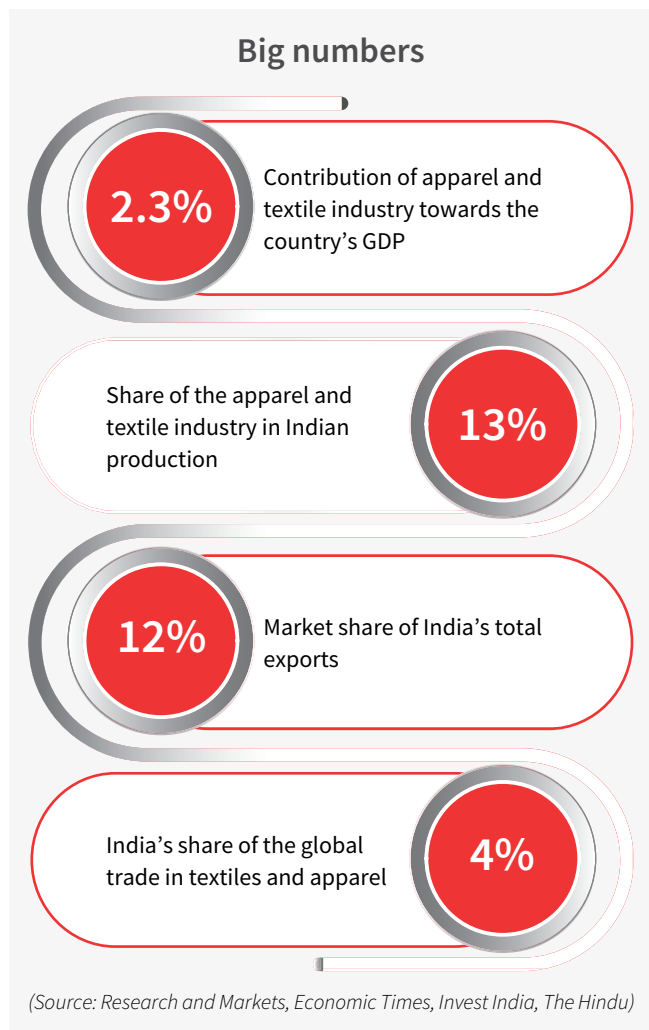 Big numbers
2.3%
Contribution of apparel and
textile industry towards the
country’s GDP
Share of the apparel and
textile industry in Indian
production
13%
12%
Market share of India’s total
exports
India’s share of the global
trade in textiles and apparel
4%
(Source: Research and Markets, Economic Times, Invest India, The Hindu)